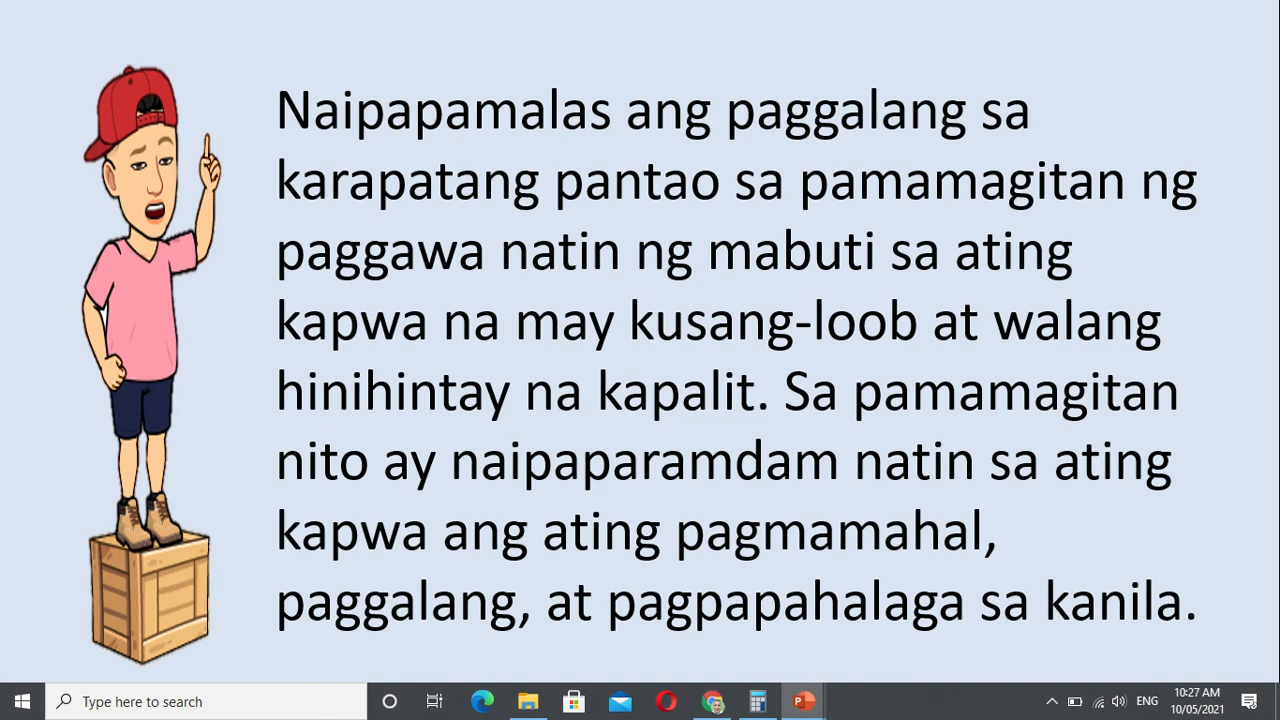 Naipapamalas ang paggalang sa
karapatang pantao sa pamamagitan ng
paggawa natin ng mabuti sa ating
kapwa na may kusang-loob at walang
hinihintay na kapalit. Sa pamamagitan
nito ay naipaparamdam natin sa ating
kapwa ang ating pagmamahal,
paggalang, at pagpapahalaga sa kanila.
Type here to search
ENG
10:27 AM
10/05/2021